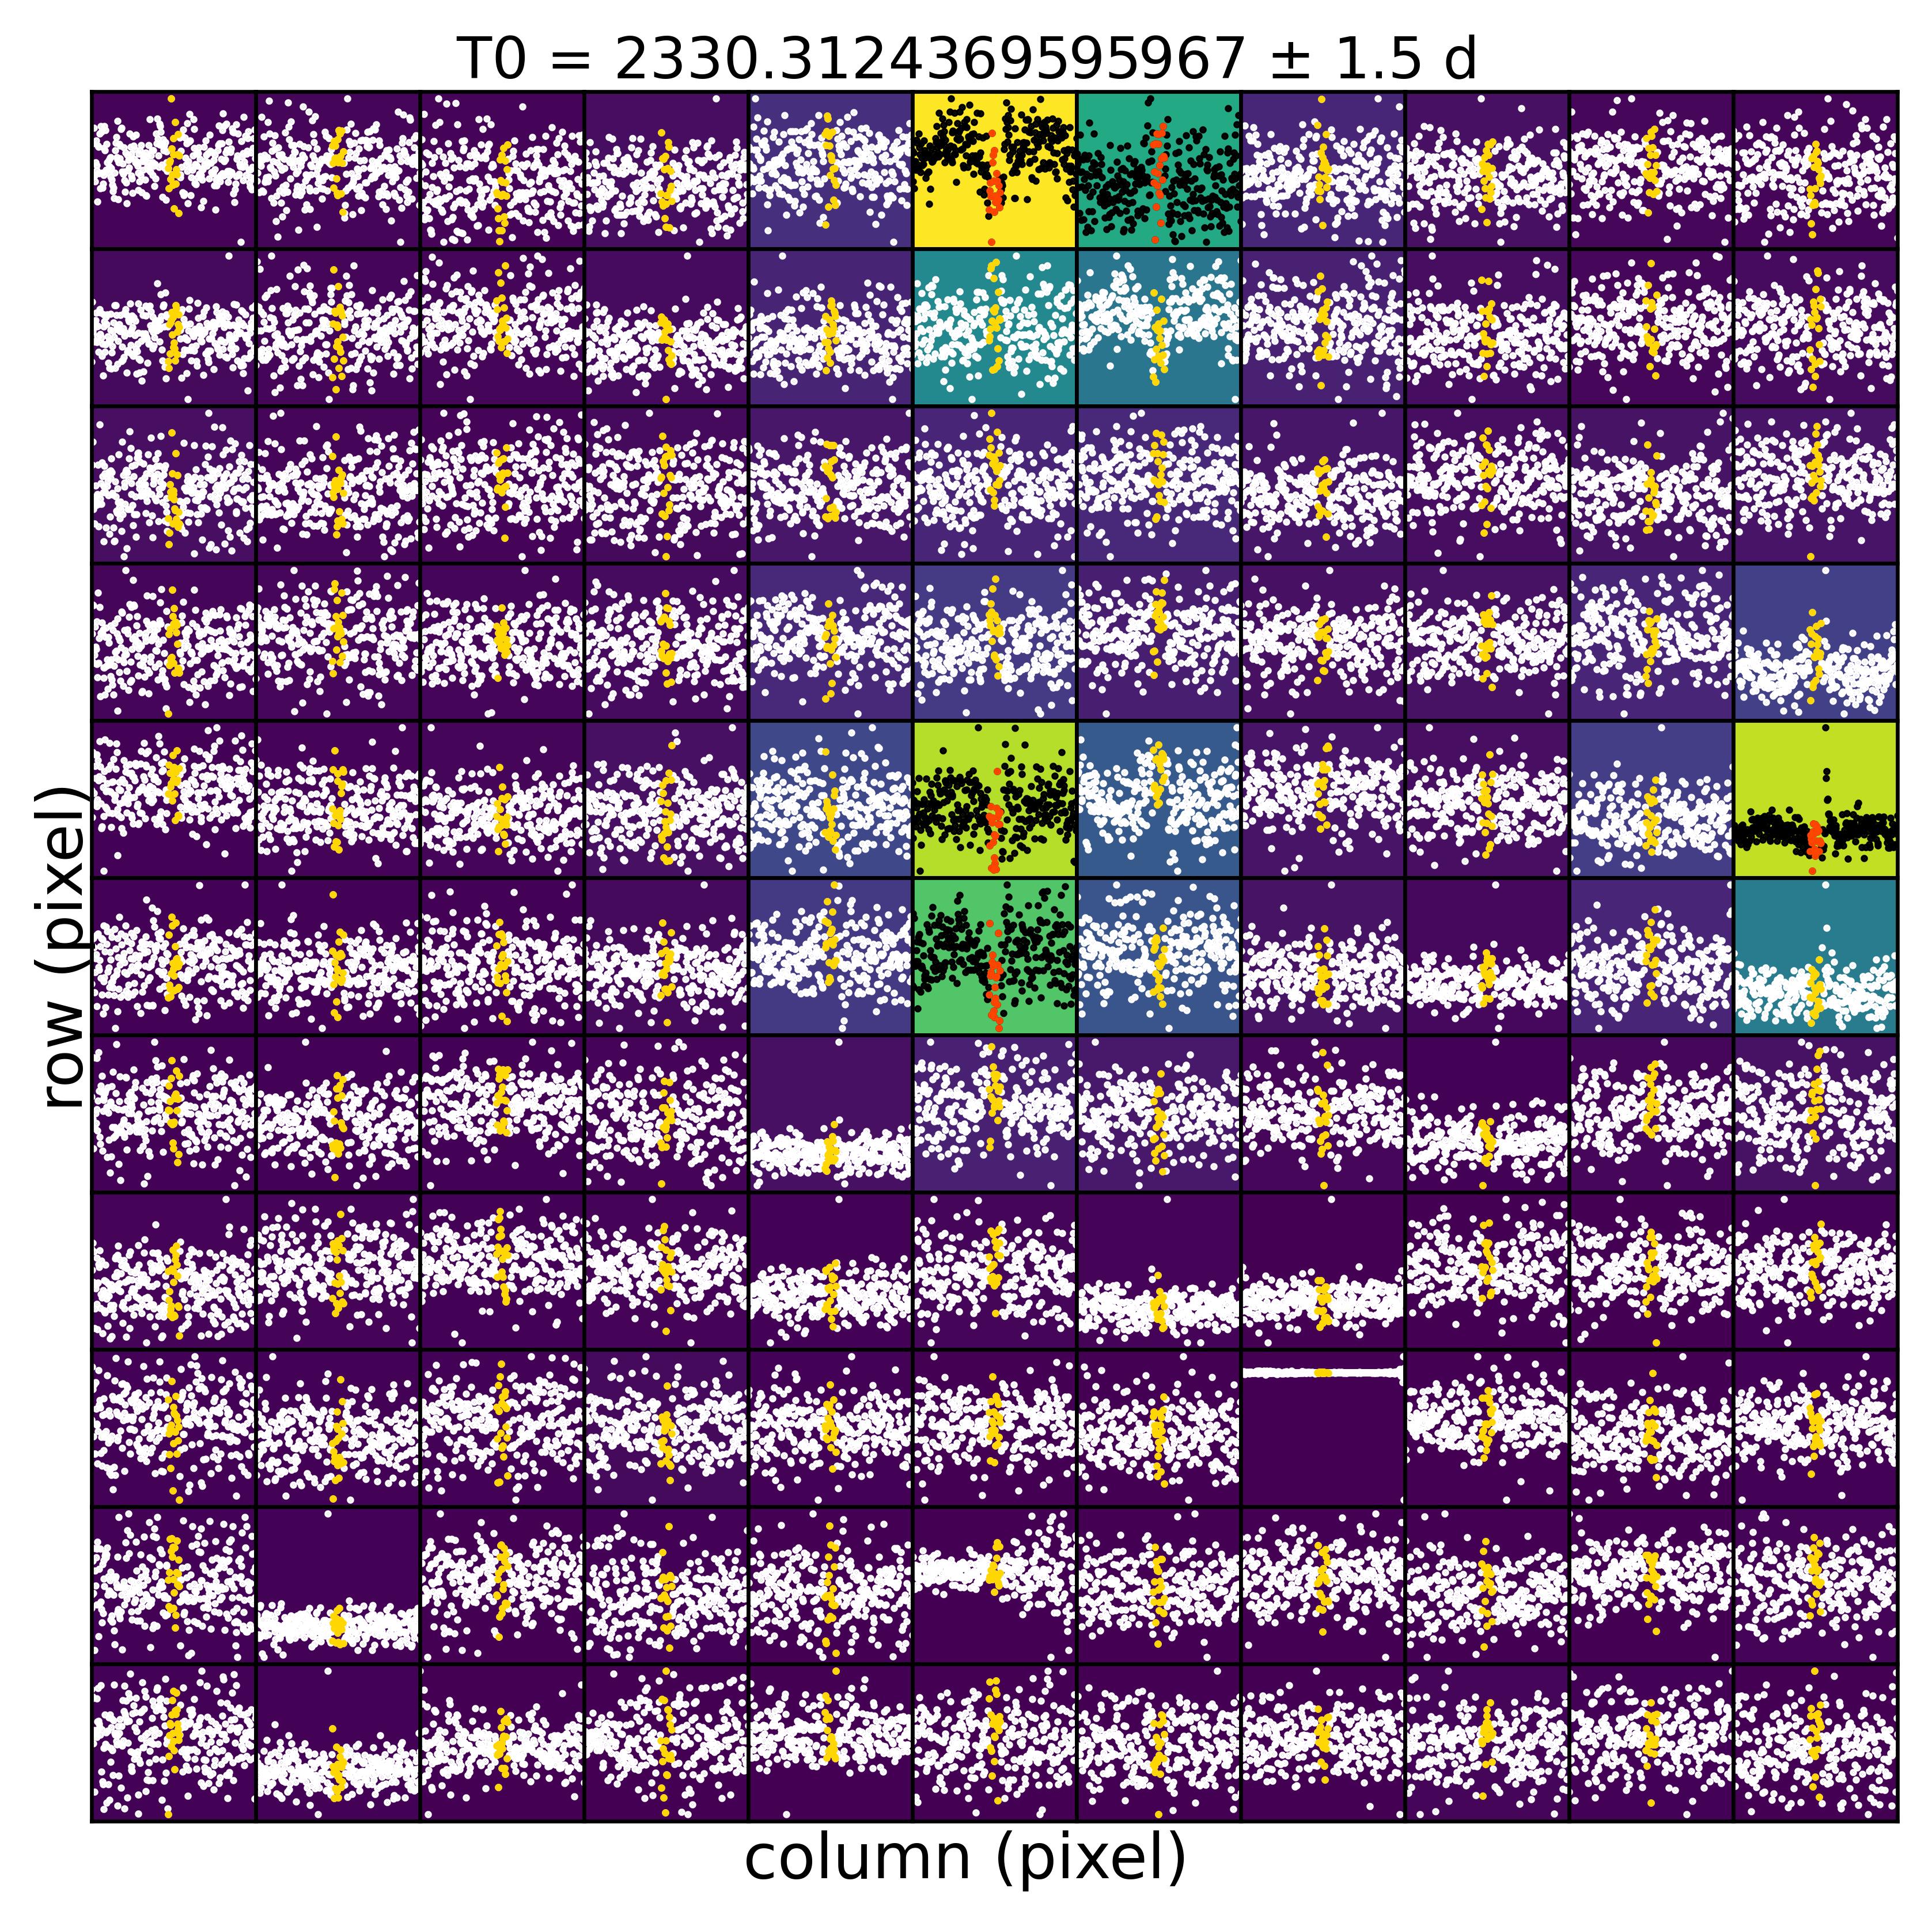 T0 = 2330.3124369595967 ± 1.5 d
row (pixel)
column (pixel)